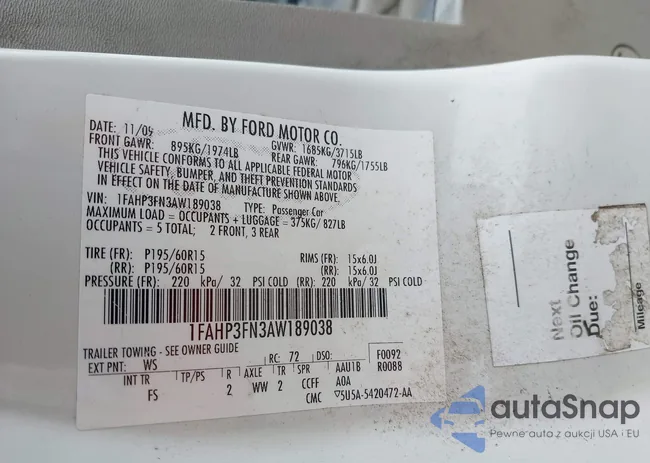 MFD. BY FORD MOTOR CO.
DATE: 11/09 GVWR: 1685KG/3715LB
FRONT GAWR: 895KG/1974LB REAR GAWR: 796KG/1755LB
THIS VEHICLE CONFORMS TO ALL APPLICABLE FEDERAL MOTOR
VEHICLE SAFETY, BUMPER, AND THEFT PREVENTION STANDARDS
IN EFFECT ON THE DATE OF MANUFACTURE SHOWN ABOVE.
VIN: 1FAHP3FN3AW189038 TYPE: Passenger Car
MAXIMUM LOAD = OCCUPANTS + LUGGAGE = 375KG/ 827LB
OCCUPANTS = 5 TOTAL; 2 FRONT, 3 REAR
TIRE (FR): P195/60R15 RIMS (FR): 15x6.0J
(RR): P195/60R15 (RR): 15x6.0J
PRESSURE (FR): 220 kPa/ 32 PSI COLD (RR): 220 kPa/ 32 PSI COLD
1FAHP3FN3AW189038
TRAILER TOWING - SEE OWNER GUIDE
EXT PNT: WS RC: 72 DSO: F0092
R0088
INT TR TP/PS R AXLE TR SPR AAU1B
FS 2 WW 2 CCFF A0A
CMC 5U5A-5420472-AA
Next
Oil Change
Due:
Mileage
autaSnap
Pewne auta z aukcji USA i EU